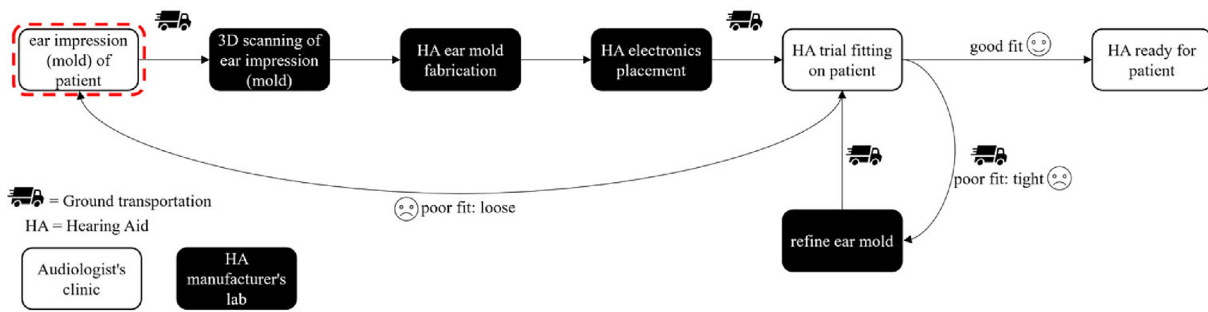 ear impression
(mold) of
patient
3D scanning of
ear impression
(mold)
HA ear mold
fabrication
HA electronics
placement
HA trial fitting
on patient
good fit
HA ready for
patient
poor fit: tight
poor fit: loose
refine ear mold
= Ground transportation
HA = Hearing Aid
Audiologist's
clinic
HA
manufacturer's
lab